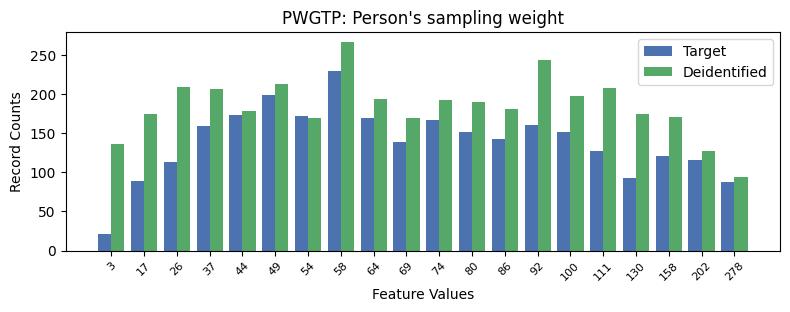 PWGTP: Person's sampling weight
Target
Deidentified
Record Counts
250
200
150
100
50
0
3 17 26 37 44 49 54 58 64 69 74 80 86 92 100 111 130 158 202 278
Feature Values